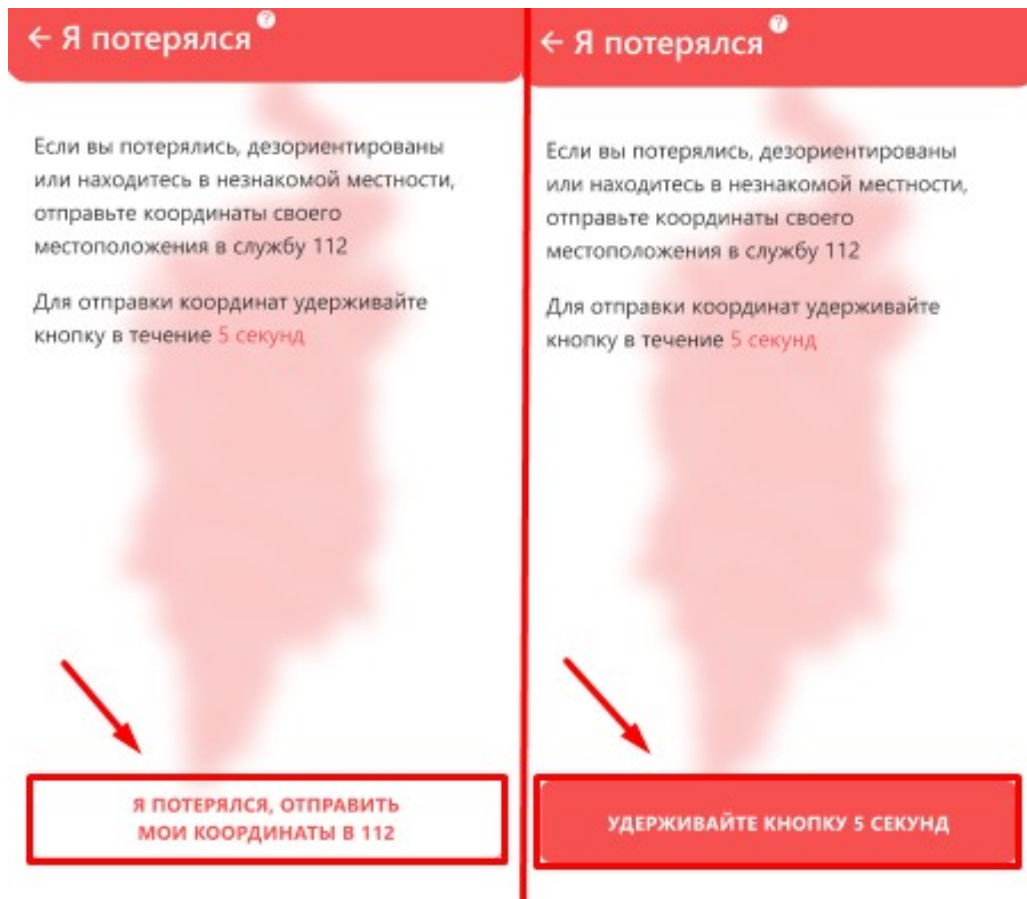 ← Я потерялся ?
Если вы потерялись, дезориентированы
или находитесь в незнакомой местности,
отправьте координаты своего
местоположения в службу 112
Для отправки координат удерживайте
кнопку в течение 5 секунд
Я ПОТЕРЯЛСЯ, ОТПРАВИТЬ
МОИ КООРДИНАТЫ В 112
← Я потерялся ?
Если вы потерялись, дезориентированы
или находитесь в незнакомой местности,
отправьте координаты своего
местоположения в службу 112
Для отправки координат удерживайте
кнопку в течение 5 секунд
УДЕРЖИВАЙТЕ КНОПКУ 5 СЕКУНД